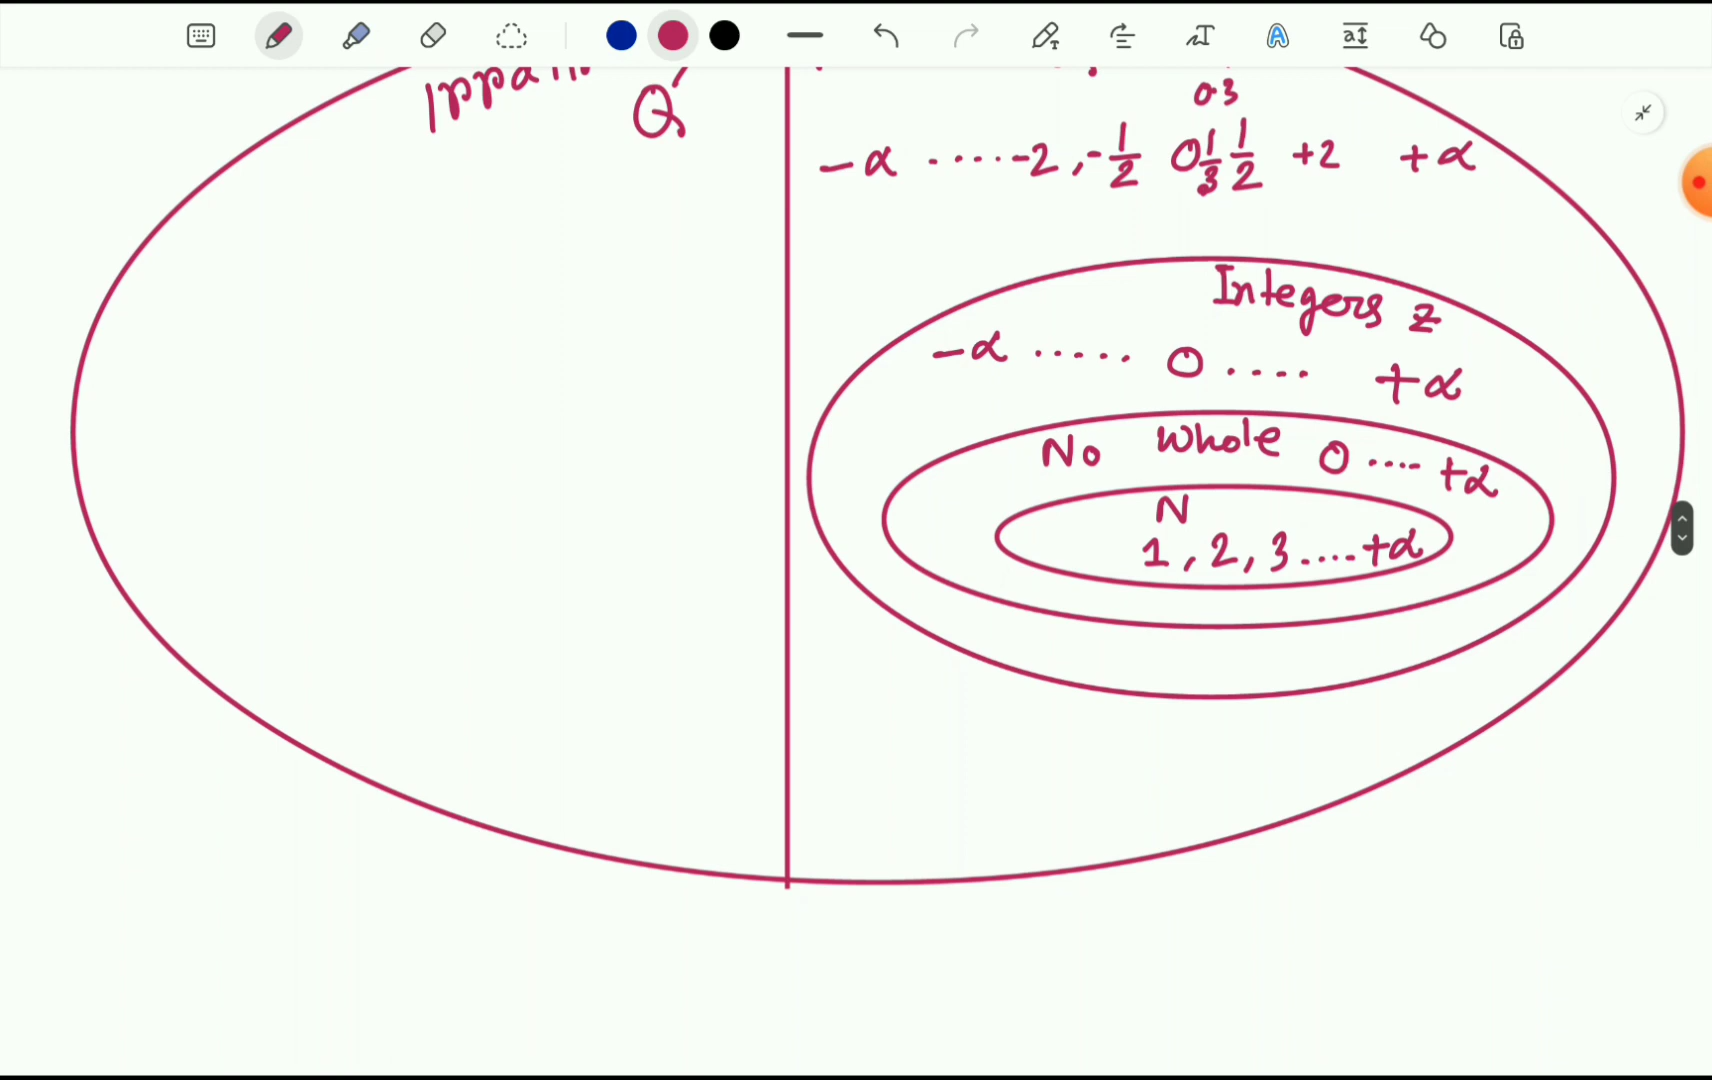 Q'
0.3
-α .....-2, -1/2 0 1/3 1/2 +2 +α
Integers z
-α ..... 0 .... +α
No Whole 0 .... +α
N
1, 2, 3 .... +α